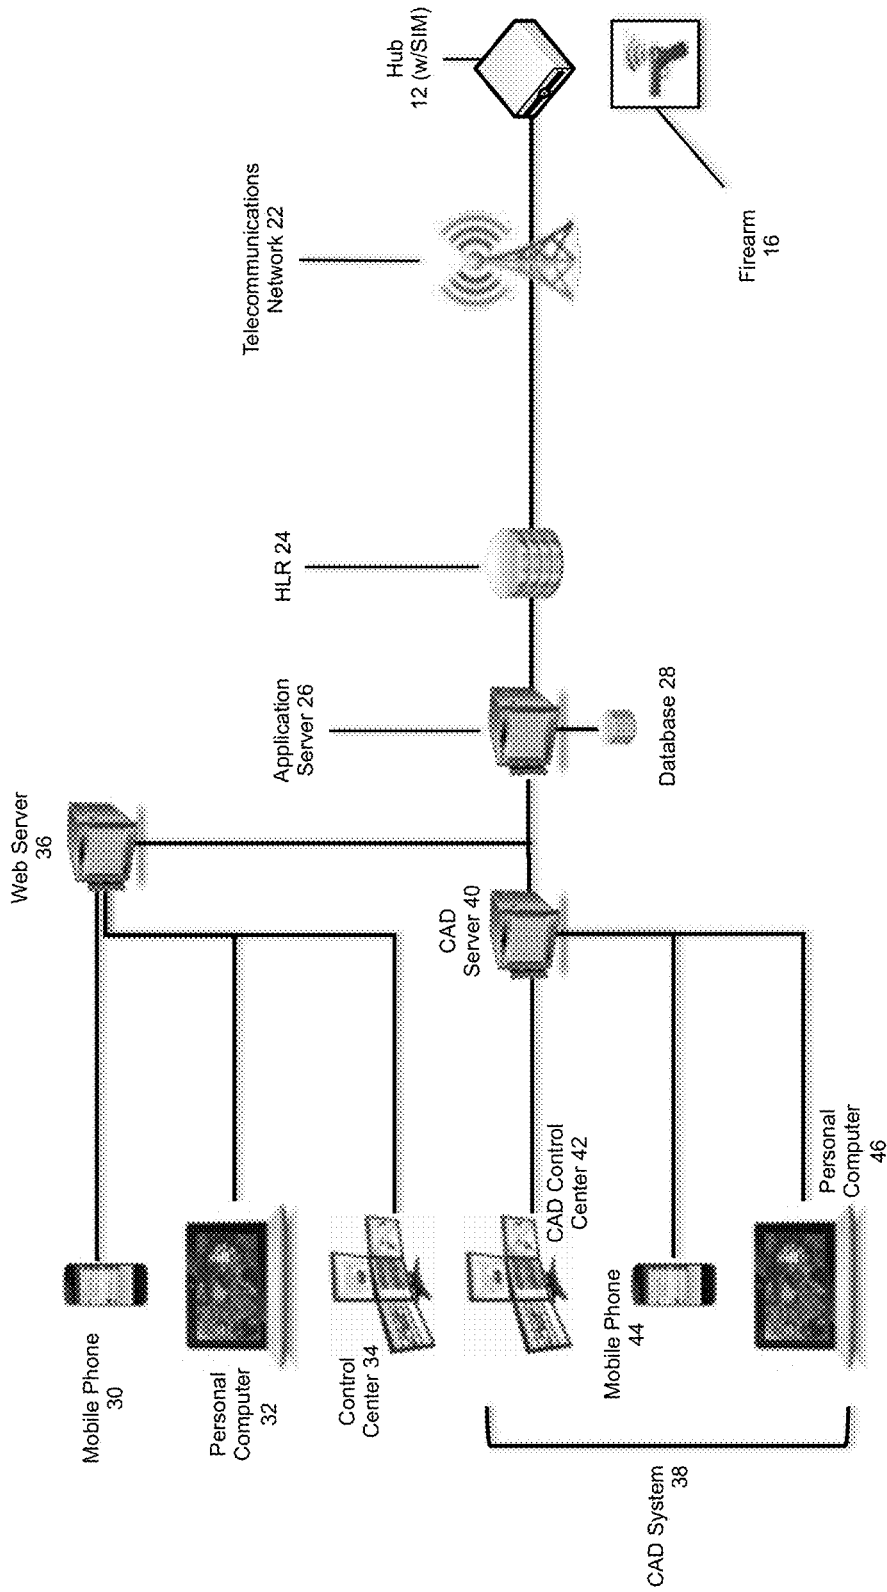 Hub
12 (w/SIM)
Telecommunications
Network 22
Firearm
16
HLR 24
Application
Server 26
Database 28
Web Server
36
CAD
Server 40
Mobile Phone
30
Personal
Computer
32
Control
Center 34
CAD Control
Center 42
Mobile Phone
44
Personal
Computer
46
CAD System
38